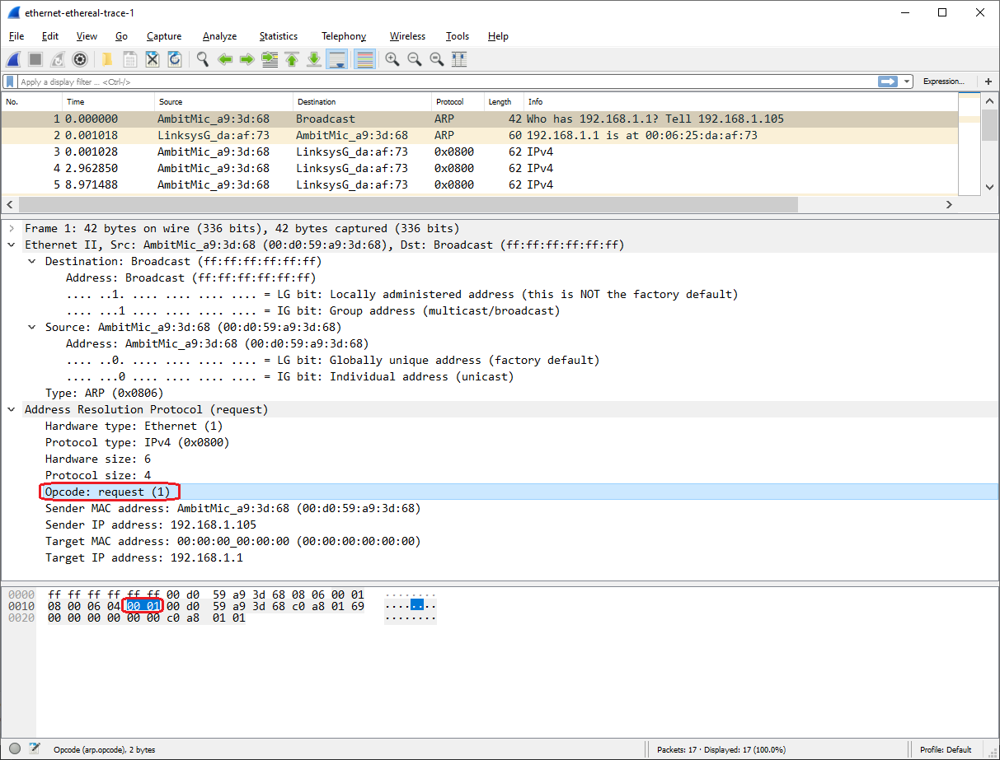 ethernet-ethereal-trace-1
File Edit View Go Capture Analyze Statistics Telephony Wireless Tools Help
Apply a display filter ... <Ctrl-/> Expression... +
No. Time Source Destination Protocol Length Info
1 0.000000 AmbitMic_a9:3d:68 Broadcast ARP 42 Who has 192.168.1.1? Tell 192.168.1.105
2 0.001018 LinksysG_da:af:73 AmbitMic_a9:3d:68 ARP 60 192.168.1.1 is at 00:06:25:da:af:73
3 0.001028 AmbitMic_a9:3d:68 LinksysG_da:af:73 0x0800 62 IPv4
4 2.962850 AmbitMic_a9:3d:68 LinksysG_da:af:73 0x0800 62 IPv4
5 8.971488 AmbitMic_a9:3d:68 LinksysG_da:af:73 0x0800 62 IPv4
Frame 1: 42 bytes on wire (336 bits), 42 bytes captured (336 bits)
Ethernet II, Src: AmbitMic_a9:3d:68 (00:d0:59:a9:3d:68), Dst: Broadcast (ff:ff:ff:ff:ff:ff)
Destination: Broadcast (ff:ff:ff:ff:ff:ff)
Address: Broadcast (ff:ff:ff:ff:ff:ff)
.... ..1. .... .... .... .... = LG bit: Locally administered address (this is NOT the factory default)
.... ...1 .... .... .... .... = IG bit: Group address (multicast/broadcast)
Source: AmbitMic_a9:3d:68 (00:d0:59:a9:3d:68)
Address: AmbitMic_a9:3d:68 (00:d0:59:a9:3d:68)
.... ..0. .... .... .... .... = LG bit: Globally unique address (factory default)
.... ...0 .... .... .... .... = IG bit: Individual address (unicast)
Type: ARP (0x0806)
Address Resolution Protocol (request)
Hardware type: Ethernet (1)
Protocol type: IPv4 (0x0800)
Hardware size: 6
Protocol size: 4
Opcode: request (1)
Sender MAC address: AmbitMic_a9:3d:68 (00:d0:59:a9:3d:68)
Sender IP address: 192.168.1.105
Target MAC address: 00:00:00_00:00:00 (00:00:00:00:00:00)
Target IP address: 192.168.1.1
0000 ff ff ff ff ff ff 00 d0 59 a9 3d 68 08 06 00 01 ········
0010 08 00 06 04 00 01 00 d0 59 a9 3d 68 c0 a8 01 69 ········
0020 00 00 00 00 00 00 c0 a8 01 01 ········
Opcode (arp.opcode), 2 bytes Packets: 17 · Displayed: 17 (100.0%) Profile: Default